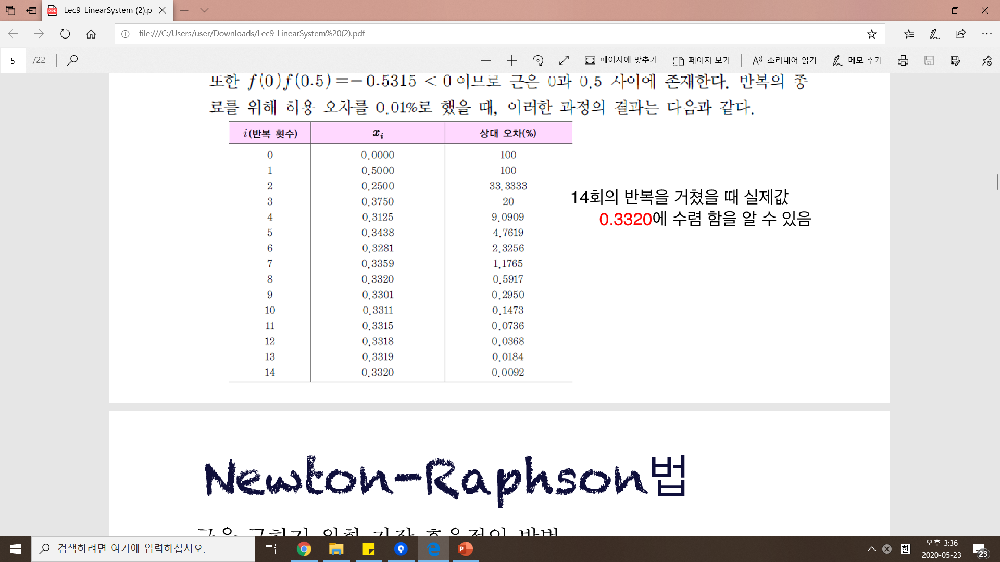 Lec9_LinearSystem (2).p
file:///C:/Users/user/Downloads/Lec9_LinearSystem%20(2).pdf
5 /22 페이지에 맞추기 페이지 보기 소리내어 읽기 메모 추가
또한 f(0)f(0.5)=-0.5315 < 0이므로 근은 0과 0.5 사이에 존재한다. 반복의 종
료를 위해 허용 오차를 0.01%로 했을 때, 이러한 과정의 결과는 다음과 같다.
i(반복 횟수) xᵢ 상대 오차(%)
0 0.0000 100
1 0.5000 100
2 0.2500 33.3333
3 0.3750 20
4 0.3125 9.0909
5 0.3438 4.7619
6 0.3281 2.3256
7 0.3359 1.1765
8 0.3320 0.5917
9 0.3301 0.2950
10 0.3311 0.1473
11 0.3315 0.0736
12 0.3318 0.0368
13 0.3319 0.0184
14 0.3320 0.0092
14회의 반복을 거쳤을 때 실제값
0.3320에 수렴 함을 알 수 있음
Newton-Raphson법
검색하려면 여기에 입력하십시오.
한
오후 3:36
2020-05-23
23